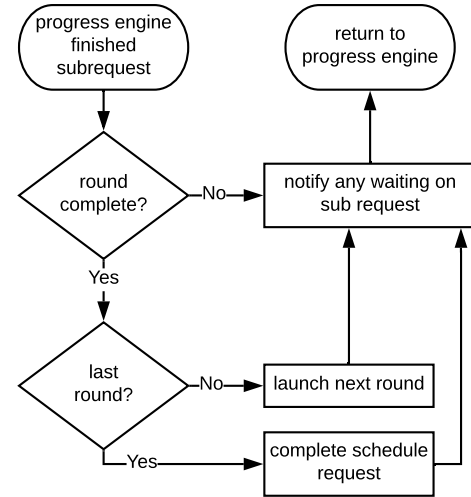 progress engine
finished
subrequest
return to
progress engine
round
complete?
No
notify any waiting on
sub request
Yes
last
round?
No
launch next round
Yes
complete schedule
request